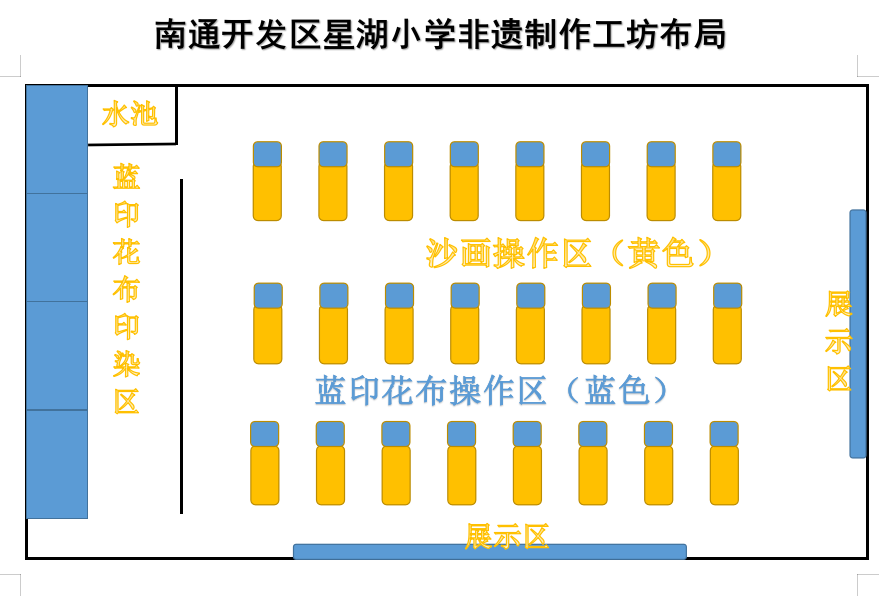 南通开发区星湖小学非遗制作工坊布局
水池
蓝印花布印染区
沙画操作区（黄色）
展示区
蓝印花布操作区（蓝色）
展示区